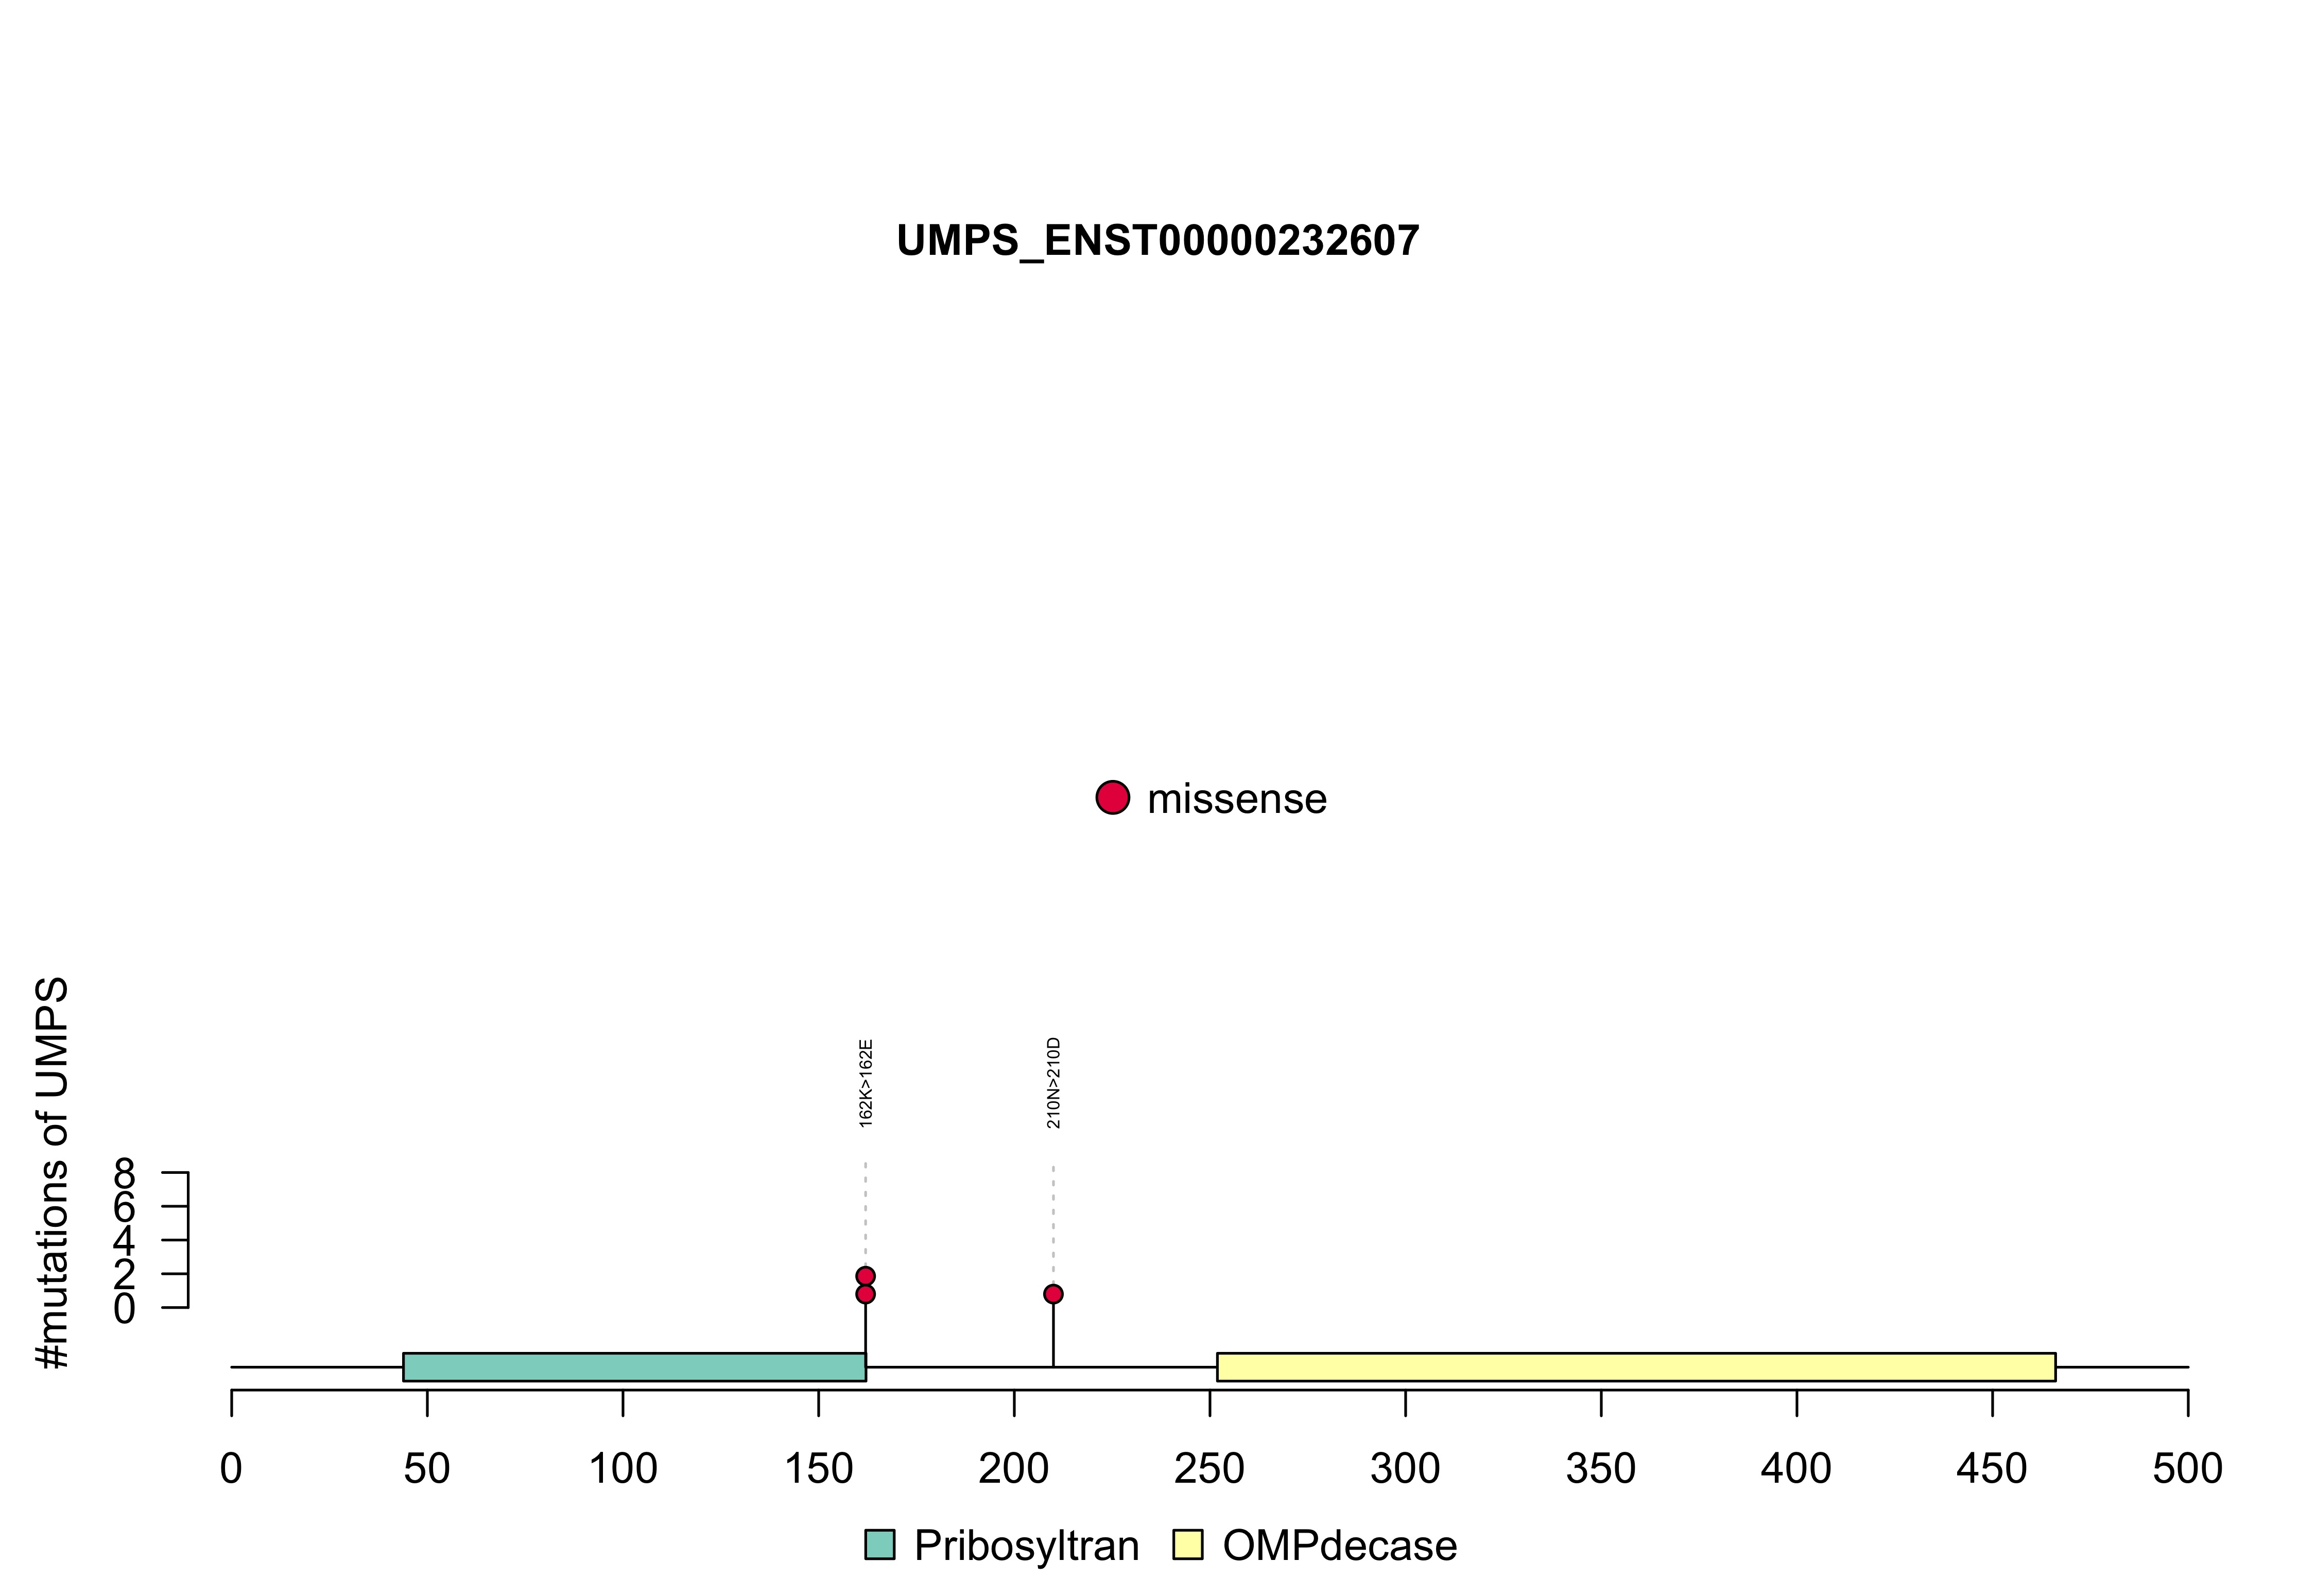 UMPS_ENST00000232607
missense
#mutations of UMPS
162K>162E
210N>210D
8
6
4
2
0
0 50 100 150 200 250 300 350 400 450 500
Pribosyltran OMPdecase